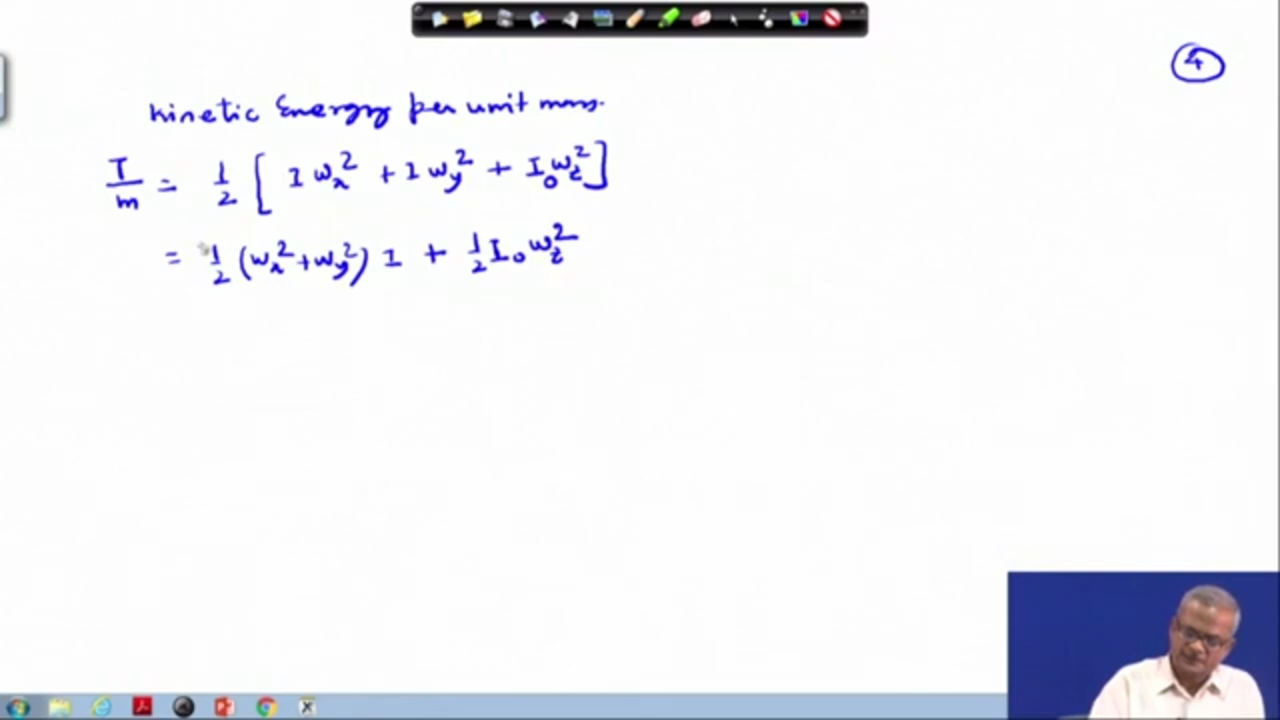 4
Kinetic Energy per unit mass.
T/m = 1/2 [ I ωx² + I ωy² + I₀ ωz² ]
= 1/2 (ωx² + ωy²) I + 1/2 I₀ ωz²